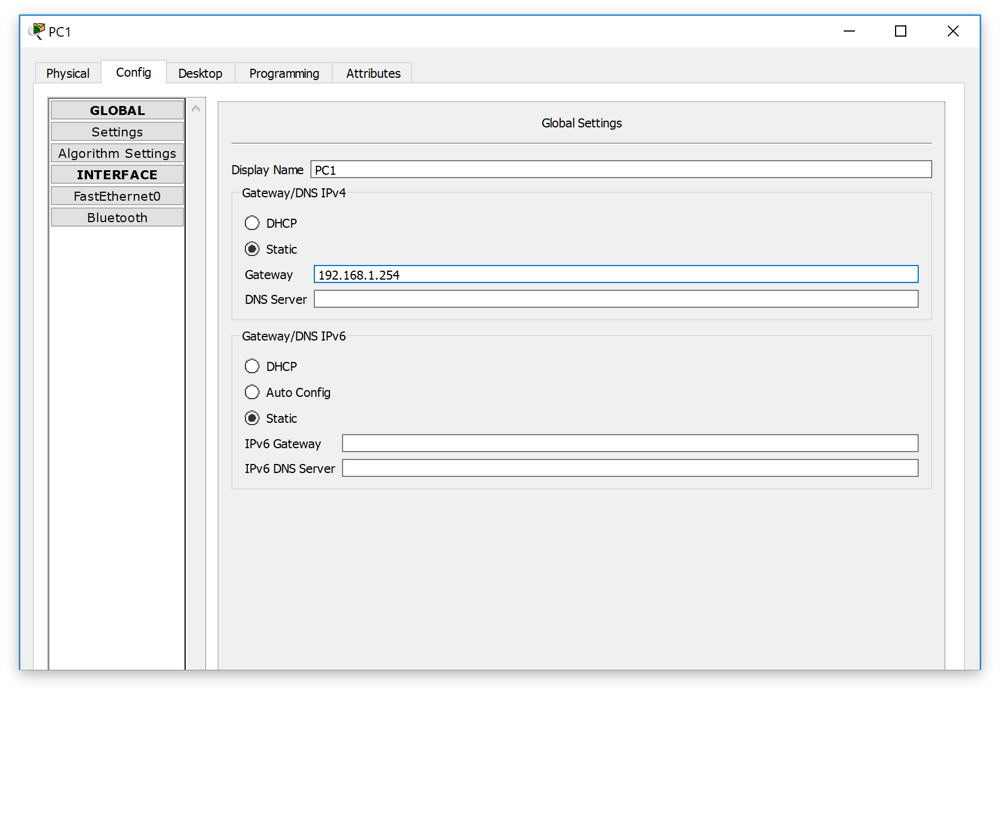 PC1
Physical Config Desktop Programming Attributes
GLOBAL
Settings
Algorithm Settings
INTERFACE
FastEthernet0
Bluetooth
Global Settings
Display Name PC1
Gateway/DNS IPv4
DHCP
Static
Gateway 192.168.1.254
DNS Server
Gateway/DNS IPv6
DHCP
Auto Config
Static
IPv6 Gateway
IPv6 DNS Server